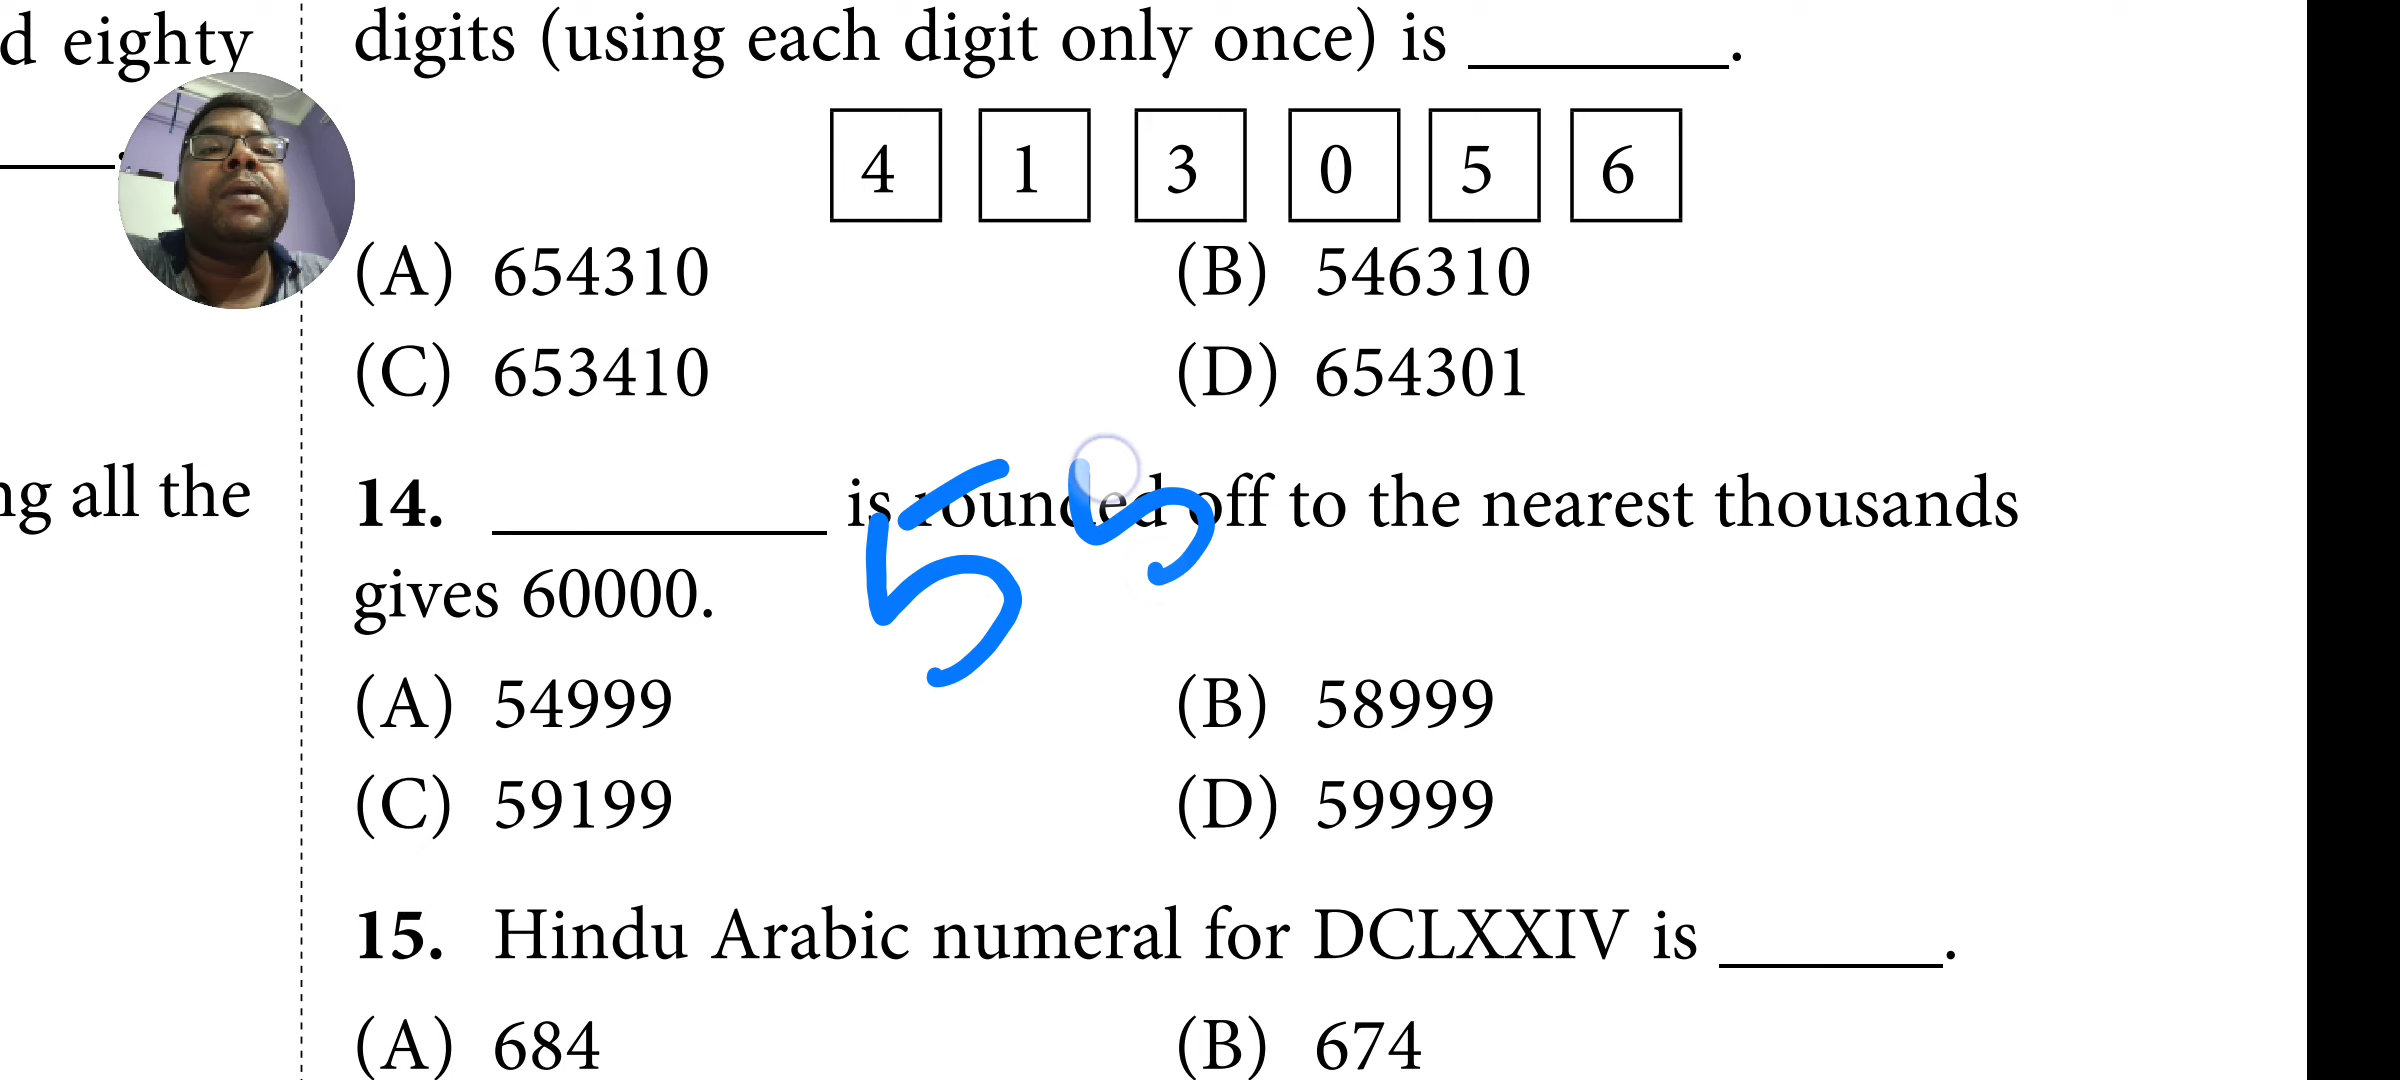 d eighty
ng all the
digits (using each digit only once) is ________.
4 1 3 0 5 6
(A) 654310 (B) 546310
(C) 653410 (D) 654301
14. ________ is rounded off to the nearest thousands
gives 60000.
5 5
(A) 54999 (B) 58999
(C) 59199 (D) 59999
15. Hindu Arabic numeral for DCLXXIV is ________.
(A) 684 (B) 674